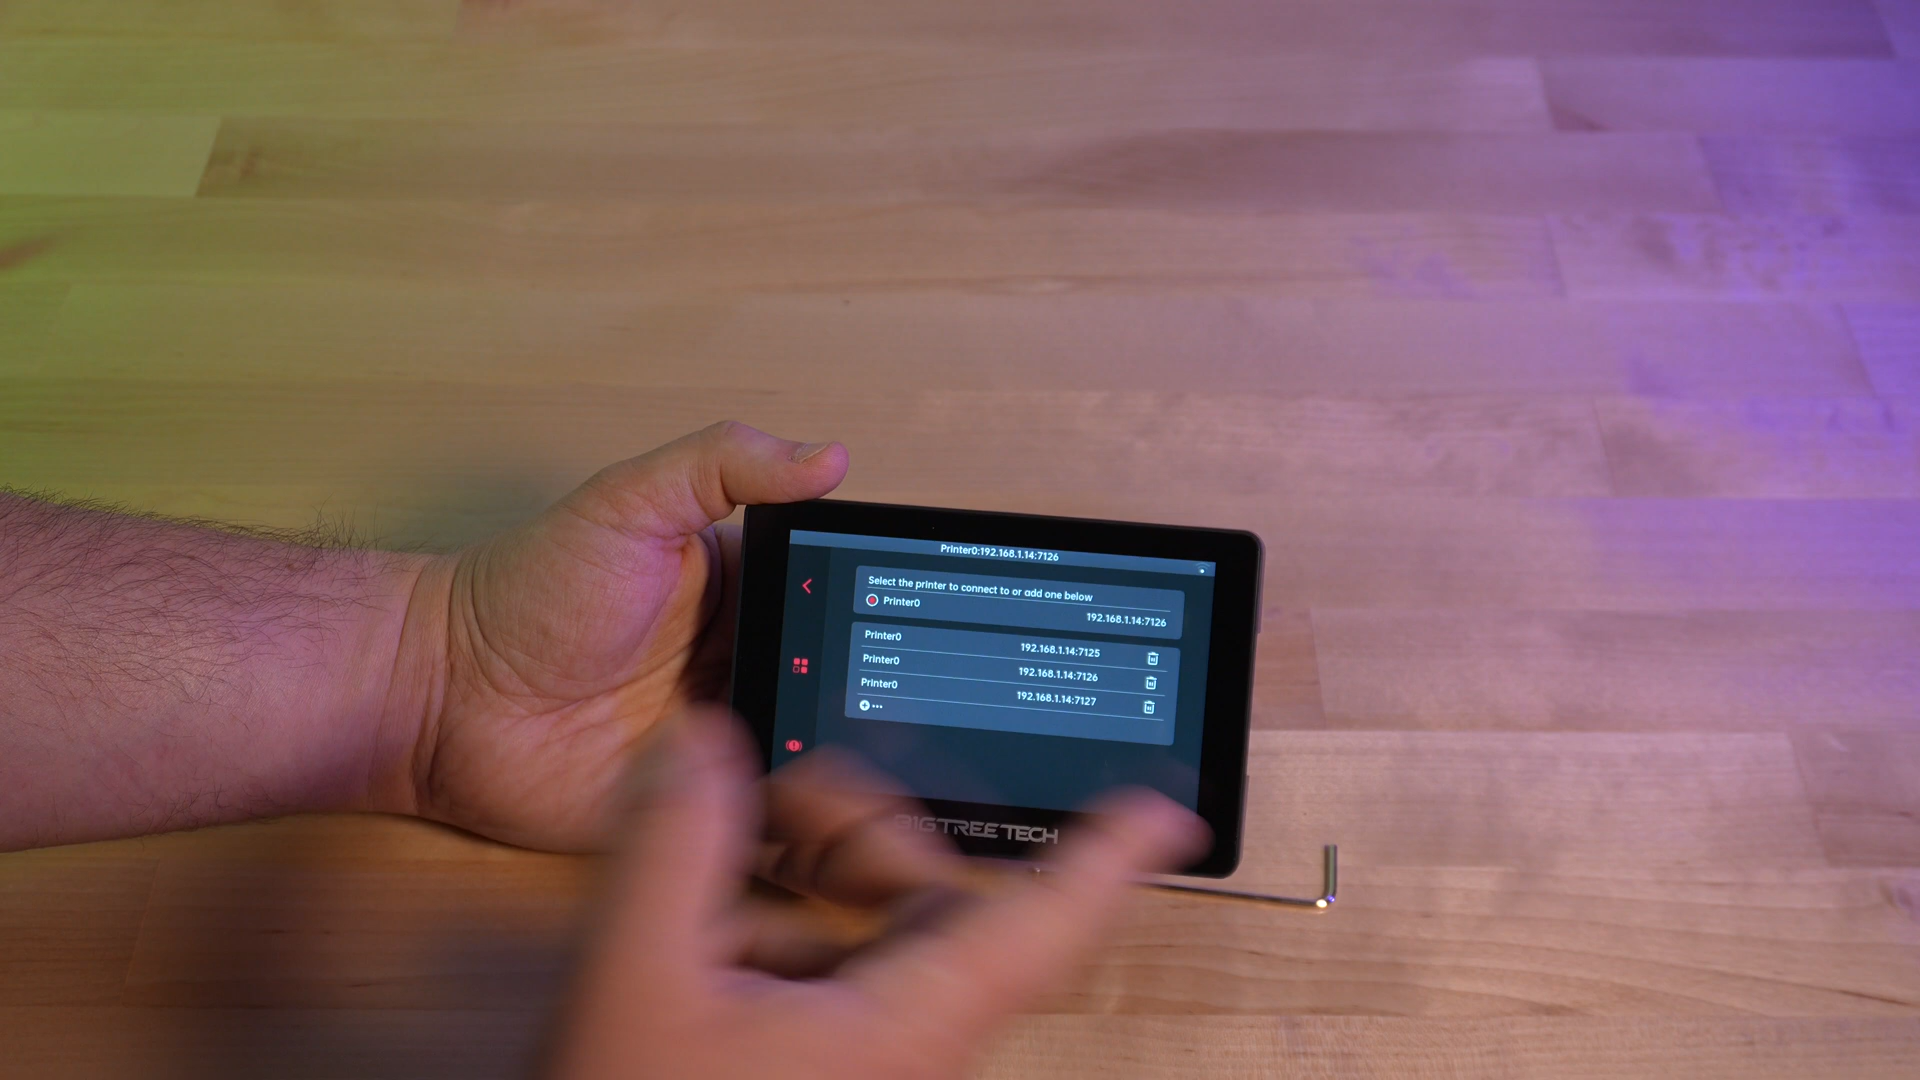 Printer0:192.168.1.14:7126
Select the printer to connect to or add one below
Printer0 192.168.1.14:7126
Printer0 192.168.1.14:7125
Printer0 192.168.1.14:7126
Printer0 192.168.1.14:7127
BIGTREETECH